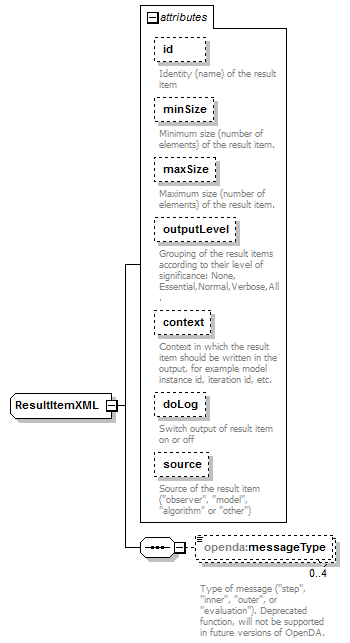 attributes
id
Identity (name) of the result
item
minSize
Minimum size (number of
elements) of the result item.
maxSize
Maximum size (number of
elements) of the result item.
outputLevel
Grouping of the result items
according to their level of
significance: None,
Essential,Normal,Verbose,All
.
context
Context in which the result
item should be written in the
output, for example model
instance id, iteration id, etc.
doLog
Switch output of result item
on or off
source
Source of the result item
("observer", "model",
"algorithm" or "other")
ResultItemXML
openda:messageType
0..4
Type of message ("step",
"inner", "outer", or
"evaluation"). Deprecated
function, will not be supported
in future versions of OpenDA.